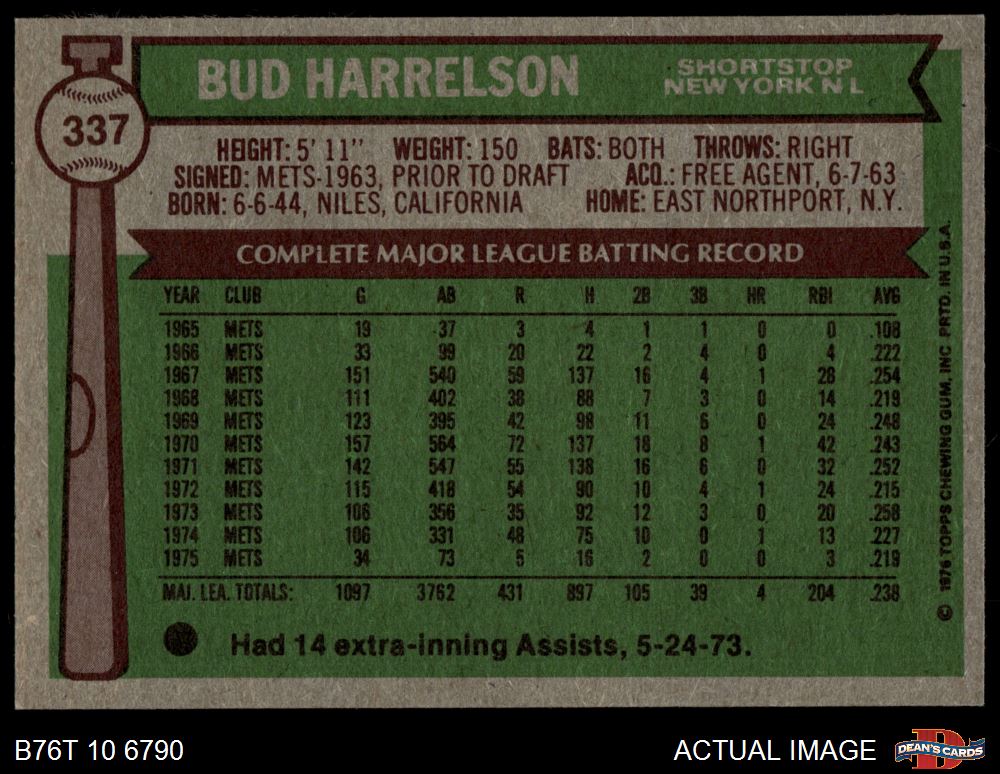 337
BUD HARRELSON
SHORTSTOP
NEW YORK N L
HEIGHT: 5' 11" WEIGHT: 150 BATS: BOTH THROWS: RIGHT
SIGNED: METS-1963, PRIOR TO DRAFT ACQ.: FREE AGENT, 6-7-63
BORN: 6-6-44, NILES, CALIFORNIA HOME: EAST NORTHPORT, N.Y.
COMPLETE MAJOR LEAGUE BATTING RECORD
YEAR CLUB G AB R H 2B 3B HR RBI AVG
1965 METS 19 37 3 4 1 1 0 0 .108
1966 METS 33 99 20 22 2 4 0 4 .222
1967 METS 151 540 59 137 16 4 1 28 .254
1968 METS 111 402 38 88 7 3 0 14 .219
1969 METS 123 395 42 98 11 6 0 24 .248
1970 METS 157 564 72 137 18 8 1 42 .243
1971 METS 142 547 55 138 16 6 0 32 .252
1972 METS 115 418 54 90 10 4 1 24 .215
1973 METS 106 356 35 92 12 3 0 20 .258
1974 METS 106 331 48 75 10 0 1 13 .227
1975 METS 34 73 5 16 2 0 0 3 .219
MAJ. LEA. TOTALS: 1097 3762 431 897 105 39 4 204 .238
Had 14 extra-inning Assists, 5-24-73.
© 1976 TOPPS CHEWING GUM, INC. PRTD. IN U.S.A.
B76T 10 6790
ACTUAL IMAGE
DEAN'S CARDS